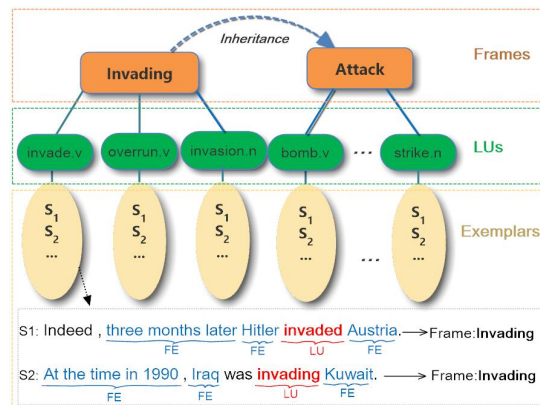 Inheritance
Frames
Invading
Attack
invade.v overrun.v invasion.n bomb.v ... strike.n
LUs
S1 S1 S1 S1 S1
S2 S2 S2 S2 S2
... ... ... ... ... ...
Exemplars
S1: Indeed , three months later Hitler invaded Austria. Frame:Invading
FE FE LU FE
S2: At the time in 1990 , Iraq was invading Kuwait. Frame:Invading
FE FE LU FE